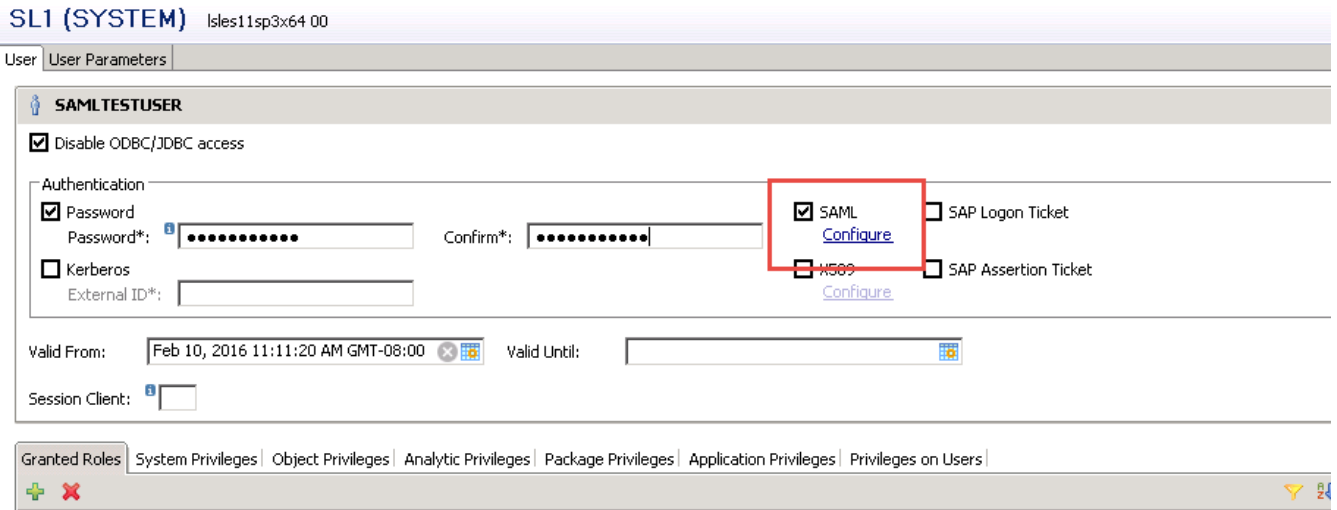 SL1 (SYSTEM) lsles11sp3x64 00
User User Parameters
SAMLTESTUSER
Disable ODBC/JDBC access
Authentication
Password SAML SAP Logon Ticket
Password*: Confirm*: Configure
Kerberos X509 SAP Assertion Ticket
External ID*: Configure
Valid From: Feb 10, 2016 11:11:20 AM GMT-08:00 Valid Until:
Session Client:
Granted Roles System Privileges Object Privileges Analytic Privileges Package Privileges Application Privileges Privileges on Users